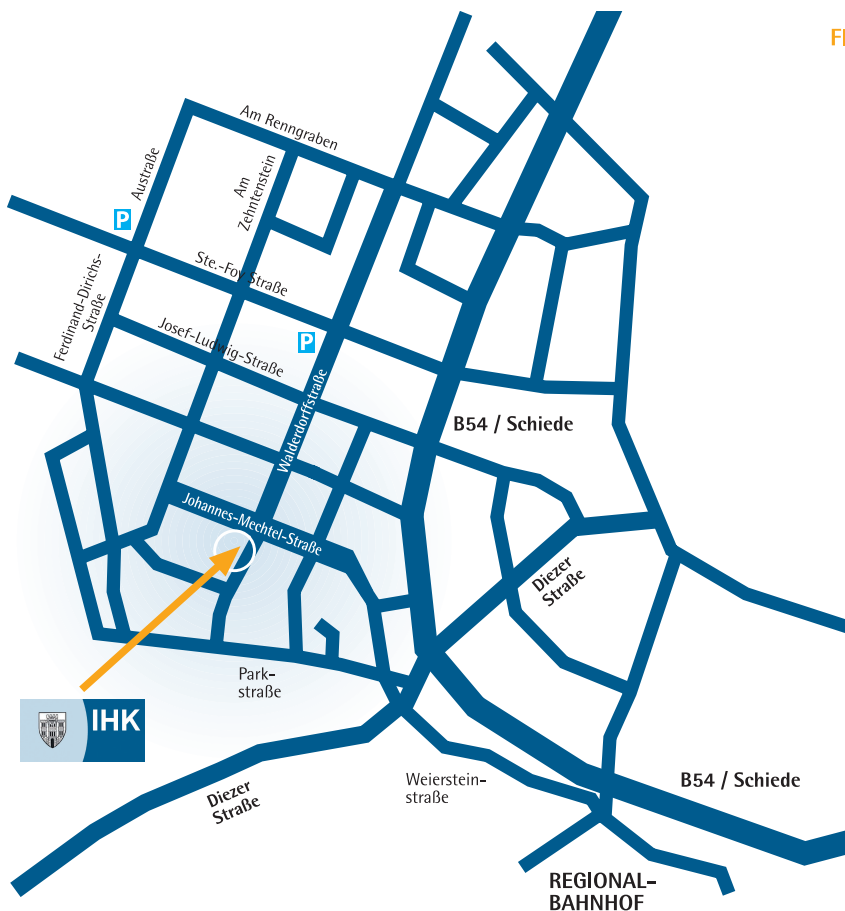 FI
Am Renngraben
Austraße
Am
Zehntenstein
P
Ste.-Foy Straße
Ferdinand-Dirichs-
Straße
Josef-Ludwig-Straße
P
Walderdorffstraße
B54 / Schiede
Johannes-Mechtel-Straße
Diezer
Straße
Park-
straße
IHK
Diezer
Straße
Weierstein-
straße
B54 / Schiede
REGIONAL-
BAHNHOF